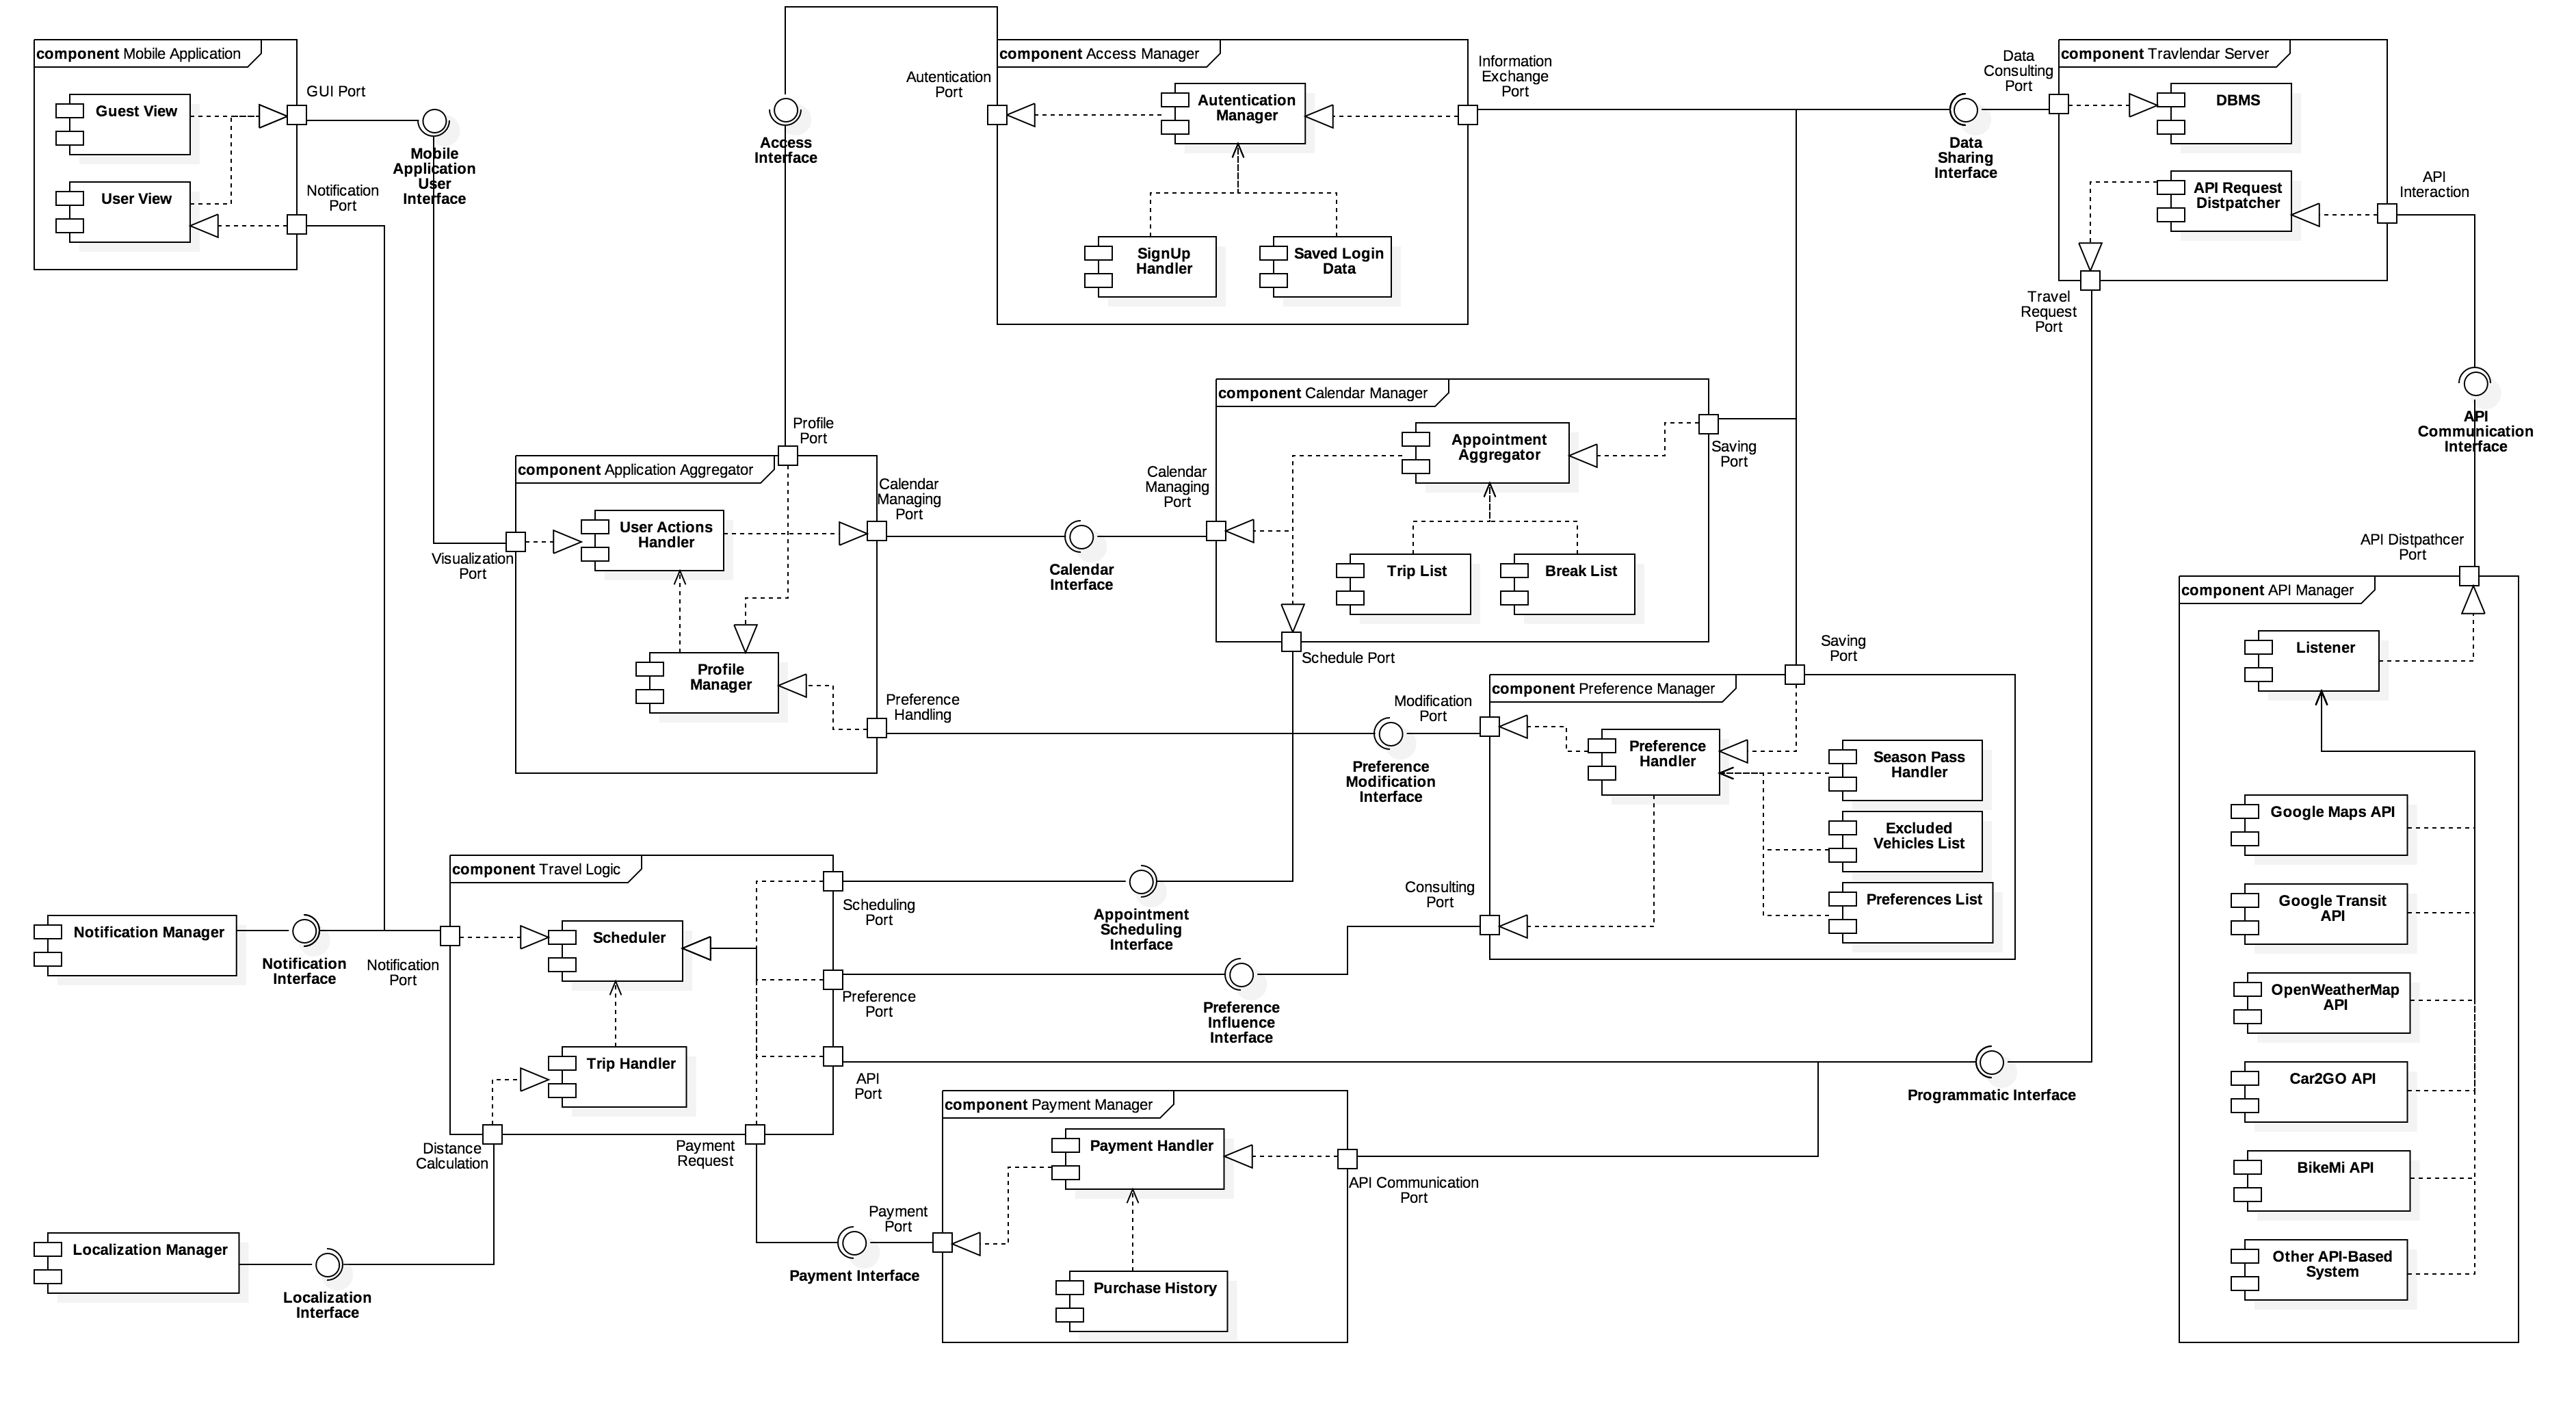 component Mobile Application
Guest View
User View
GUI Port
Notification
Port
Mobile
Application
User
Interface
Access
Interface
component Access Manager
Autentication
Port
Autentication
Manager
SignUp
Handler
Saved Login
Data
Information
Exchange
Port
Data
Sharing
Interface
Data
Consulting
Port
component Travlendar Server
DBMS
API Request
Distpatcher
API
Interaction
Travel
Request
Port
API
Communication
Interface
component Application Aggregator
Profile
Port
User Actions
Handler
Profile
Manager
Visualization
Port
Calendar
Managing
Port
Preference
Handling
Calendar
Interface
component Calendar Manager
Calendar
Managing
Port
Appointment
Aggregator
Trip List
Break List
Saving
Port
Schedule Port
Preference
Modification
Interface
component Preference Manager
Saving
Port
Modification
Port
Preference
Handler
Season Pass
Handler
Excluded
Vehicles List
Preferences List
Consulting
Port
API Distpathcer
Port
component API Manager
Listener
Google Maps API
Google Transit
API
OpenWeatherMap
API
Car2GO API
BikeMi API
Other API-Based
System
Notification Manager
Notification
Interface
Notification
Port
component Travel Logic
Scheduler
Trip Handler
Scheduling
Port
Preference
Port
API
Port
Distance
Calculation
Payment
Request
Appointment
Scheduling
Interface
Preference
Influence
Interface
Programmatic Interface
component Payment Manager
Payment Handler
Purchase History
API Communication
Port
Payment
Port
Payment Interface
Localization Manager
Localization
Interface